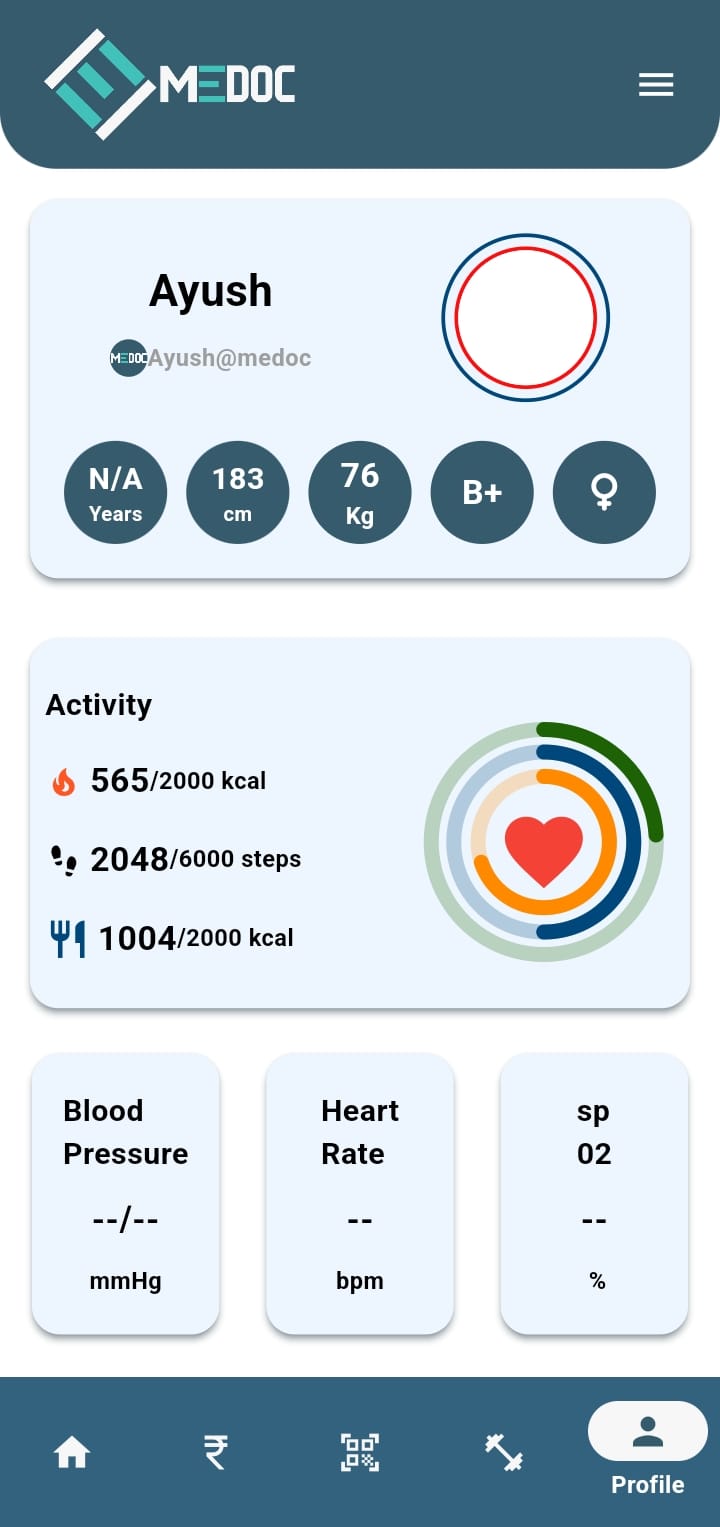 MEDOC
Ayush
MEDOC Ayush@medoc
N/A 183 76 B+
Years cm Kg
Activity
565/2000 kcal
2048/6000 steps
1004/2000 kcal
Blood Pressure
--/--
mmHg
Heart Rate
--
bpm
sp 02
--
%
₹
Profile